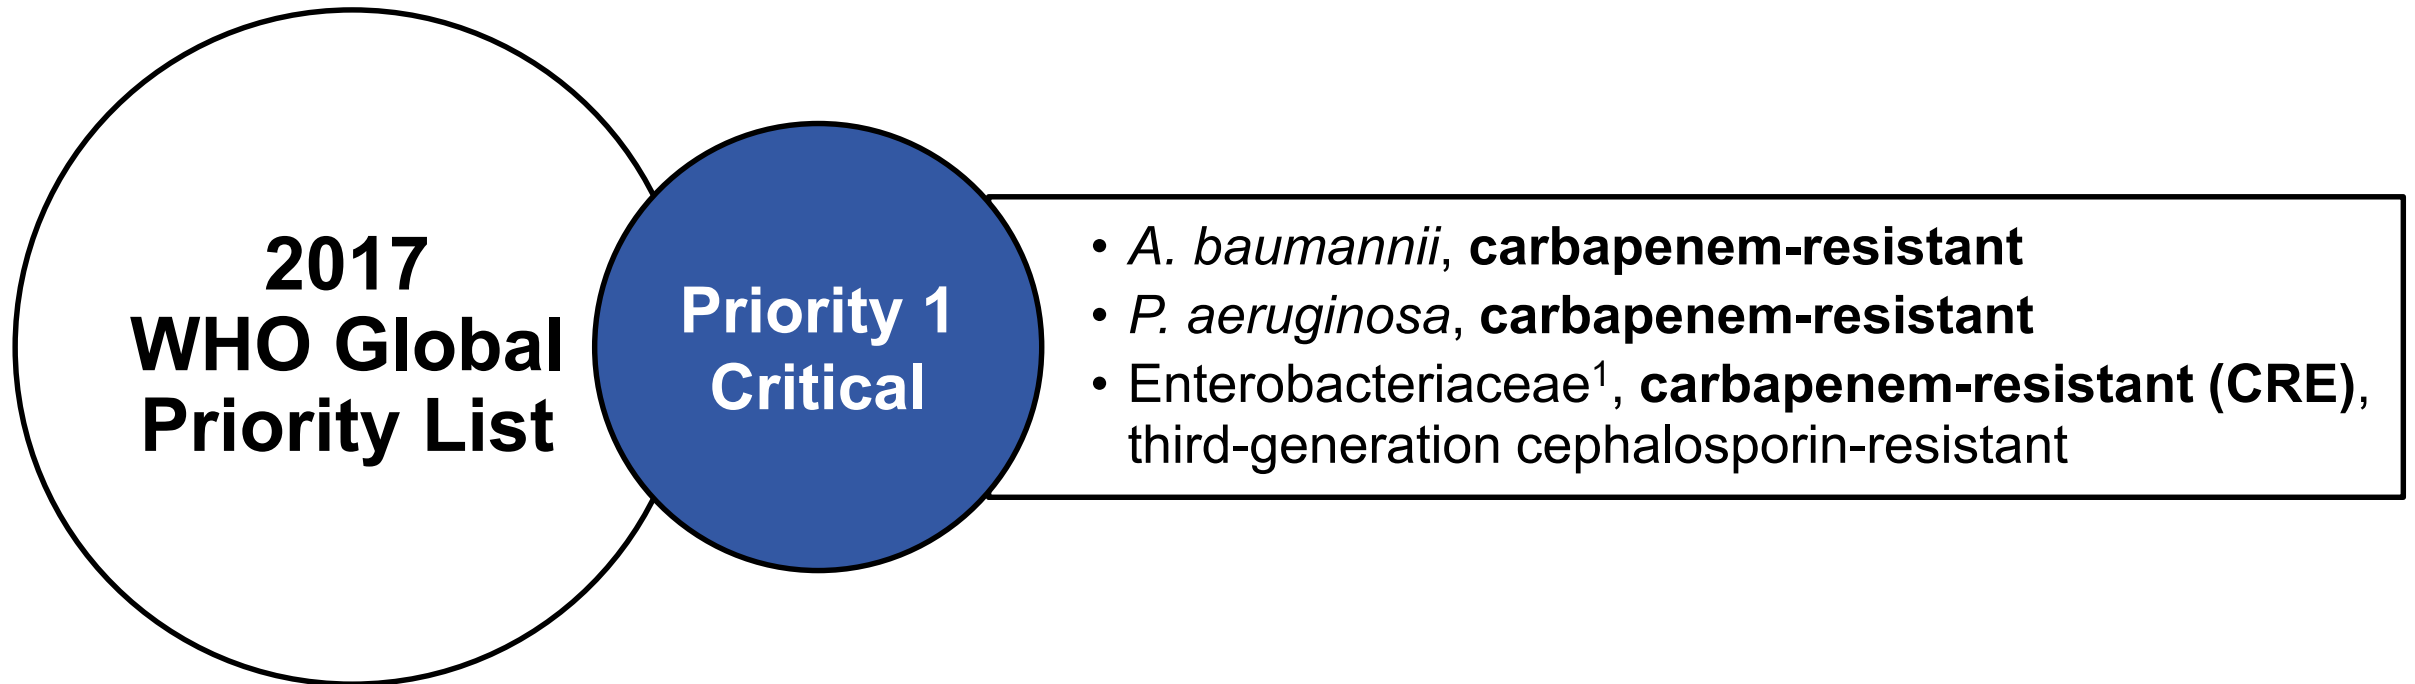 2017
WHO Global
Priority List
Priority 1
Critical
• A. baumannii, carbapenem-resistant
• P. aeruginosa, carbapenem-resistant
• Enterobacteriaceae¹, carbapenem-resistant (CRE),
third-generation cephalosporin-resistant